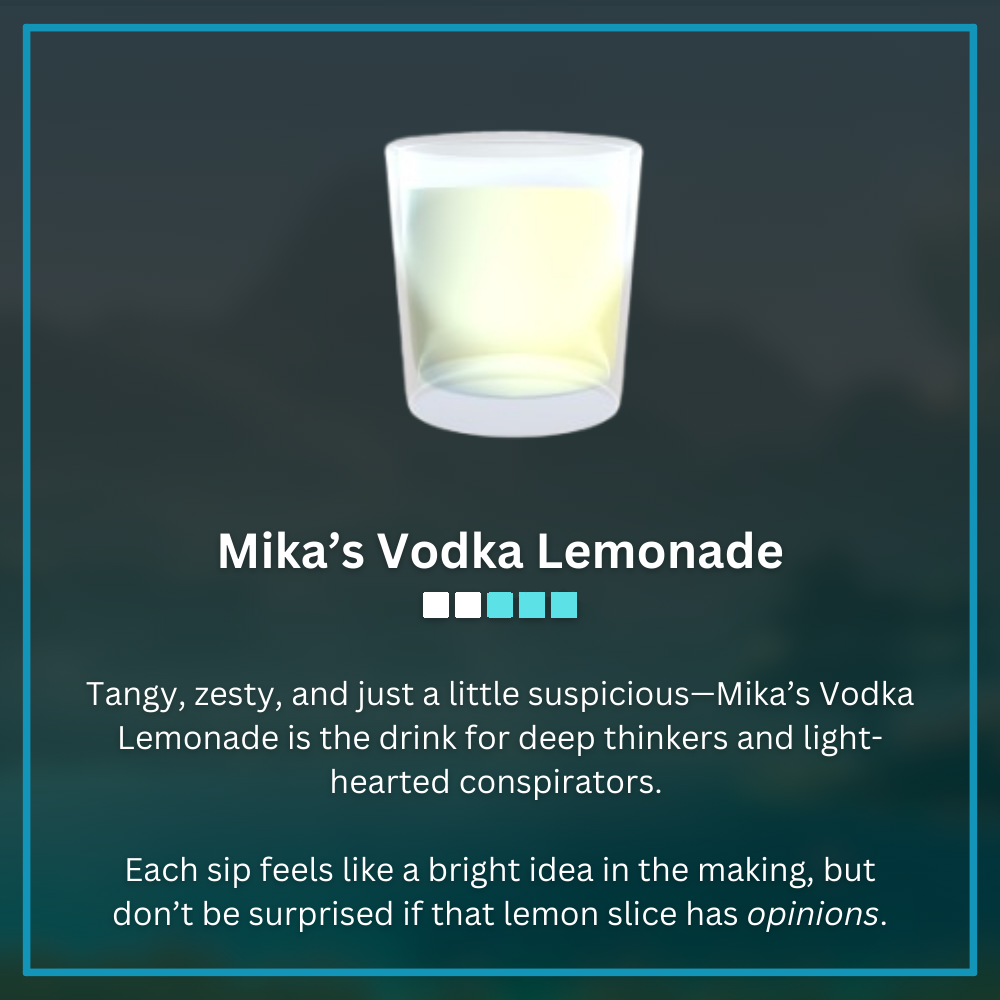 Mika’s Vodka Lemonade
Tangy, zesty, and just a little suspicious—Mika’s Vodka
Lemonade is the drink for deep thinkers and light-
hearted conspirators.
Each sip feels like a bright idea in the making, but
don’t be surprised if that lemon slice has opinions.